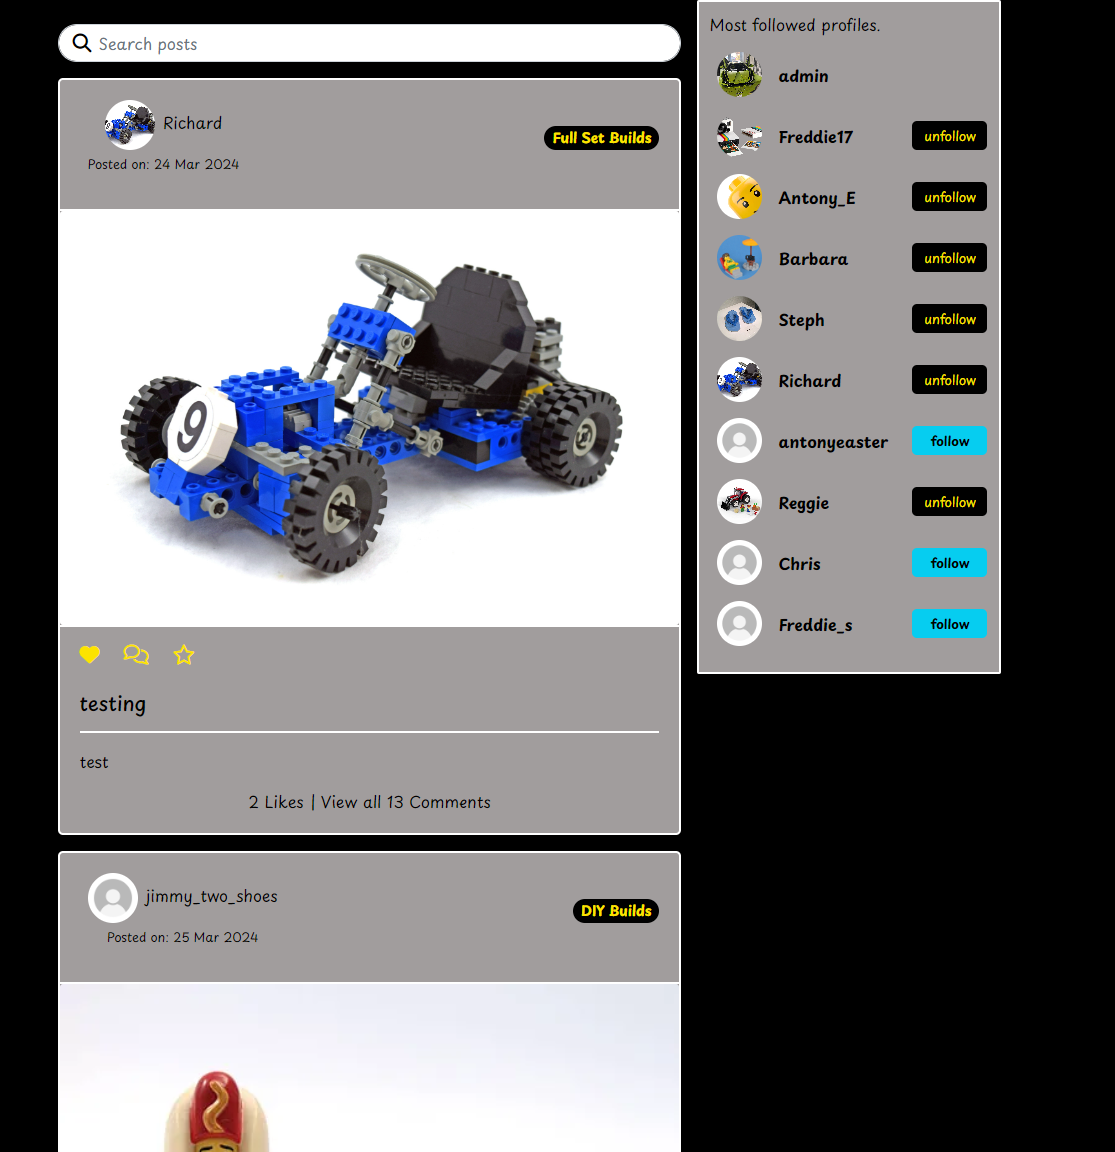 Search posts
Richard
Full Set Builds
Posted on: 24 Mar 2024
9
testing
test
2 Likes | View all 13 Comments
jimmy_two_shoes
DIY Builds
Posted on: 25 Mar 2024
Most followed profiles.
admin
Freddie17 unfollow
Antony_E unfollow
Barbara unfollow
Steph unfollow
Richard unfollow
antonyeaster follow
Reggie unfollow
Chris follow
Freddie_s follow